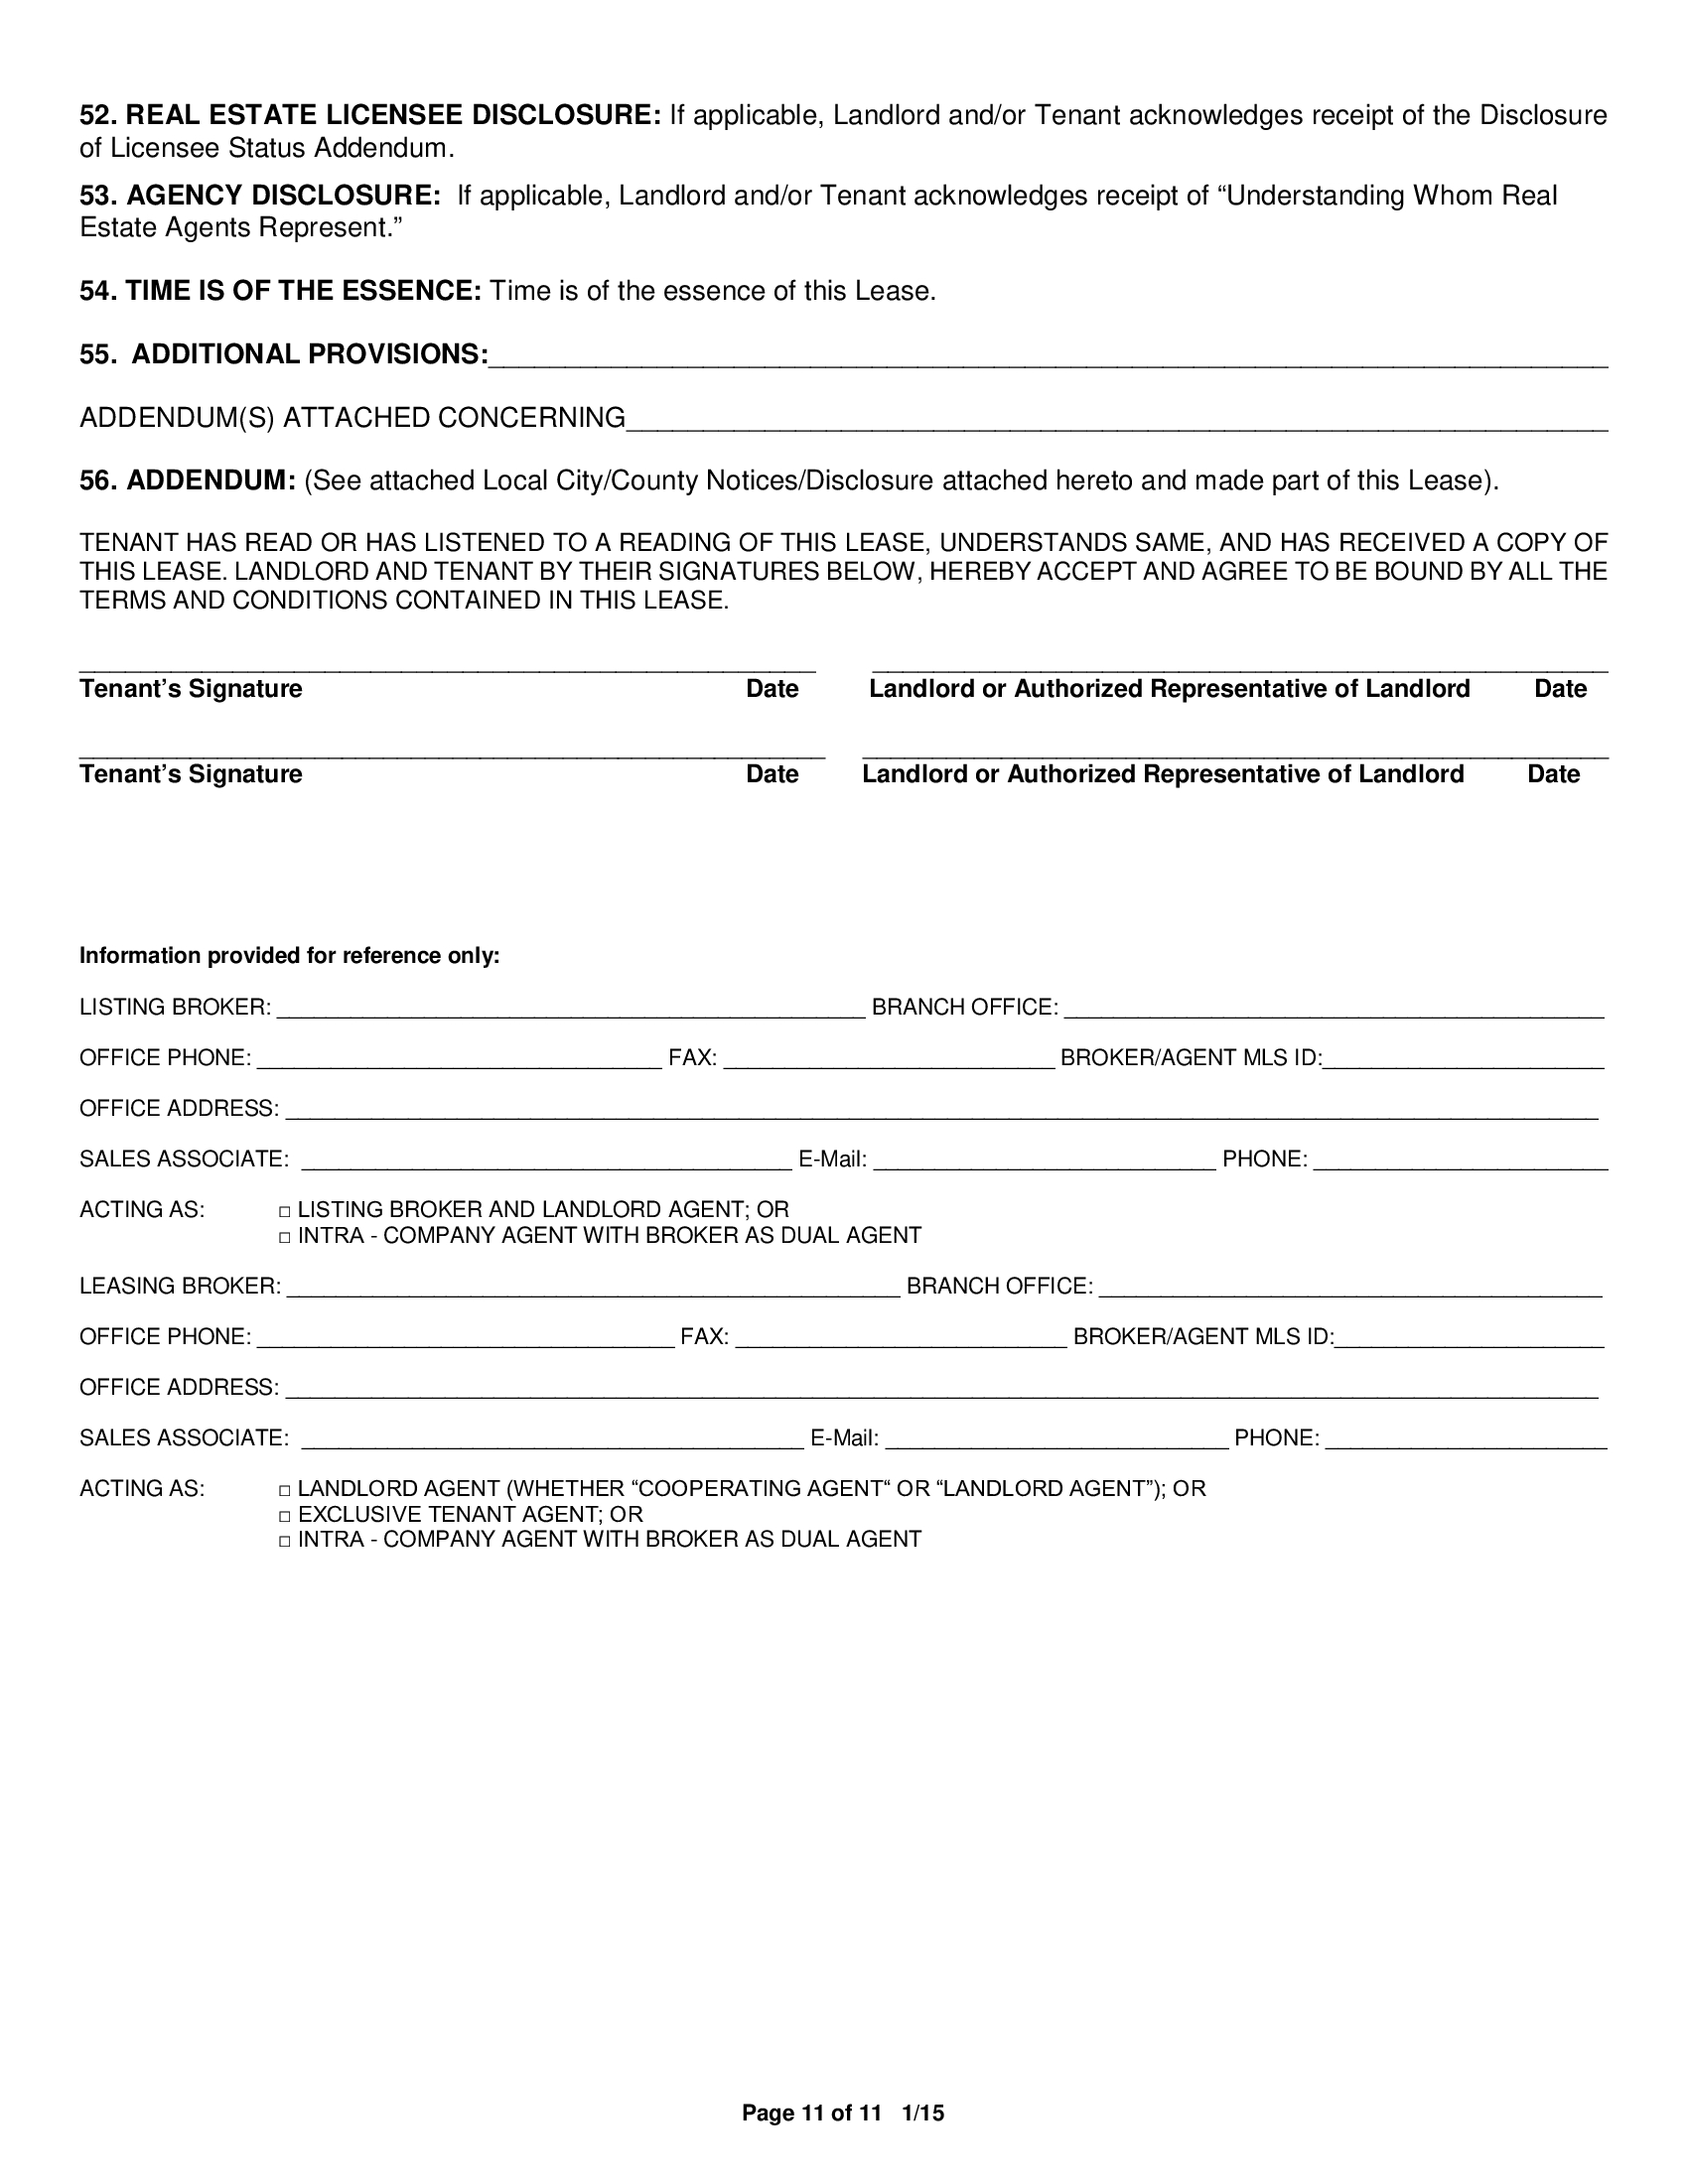 52. REAL ESTATE LICENSEE DISCLOSURE: If applicable, Landlord and/or Tenant acknowledges receipt of the Disclosure
of Licensee Status Addendum.
53. AGENCY DISCLOSURE: If applicable, Landlord and/or Tenant acknowledges receipt of “Understanding Whom Real
Estate Agents Represent.”
54. TIME IS OF THE ESSENCE: Time is of the essence of this Lease.
55. ADDITIONAL PROVISIONS:
ADDENDUM(S) ATTACHED CONCERNING
56. ADDENDUM: (See attached Local City/County Notices/Disclosure attached hereto and made part of this Lease).
TENANT HAS READ OR HAS LISTENED TO A READING OF THIS LEASE, UNDERSTANDS SAME, AND HAS RECEIVED A COPY OF
THIS LEASE. LANDLORD AND TENANT BY THEIR SIGNATURES BELOW, HEREBY ACCEPT AND AGREE TO BE BOUND BY ALL THE
TERMS AND CONDITIONS CONTAINED IN THIS LEASE.
Tenant’s Signature Date Landlord or Authorized Representative of Landlord Date
Tenant’s Signature Date Landlord or Authorized Representative of Landlord Date
Information provided for reference only:
LISTING BROKER: BRANCH OFFICE:
OFFICE PHONE: FAX: BROKER/AGENT MLS ID:
OFFICE ADDRESS:
SALES ASSOCIATE: E-Mail: PHONE:
ACTING AS: □ LISTING BROKER AND LANDLORD AGENT; OR
□ INTRA - COMPANY AGENT WITH BROKER AS DUAL AGENT
LEASING BROKER: BRANCH OFFICE:
OFFICE PHONE: FAX: BROKER/AGENT MLS ID:
OFFICE ADDRESS:
SALES ASSOCIATE: E-Mail: PHONE:
ACTING AS: □ LANDLORD AGENT (WHETHER “COOPERATING AGENT“ OR “LANDLORD AGENT”); OR
□ EXCLUSIVE TENANT AGENT; OR
□ INTRA - COMPANY AGENT WITH BROKER AS DUAL AGENT
Page 11 of 11 1/15